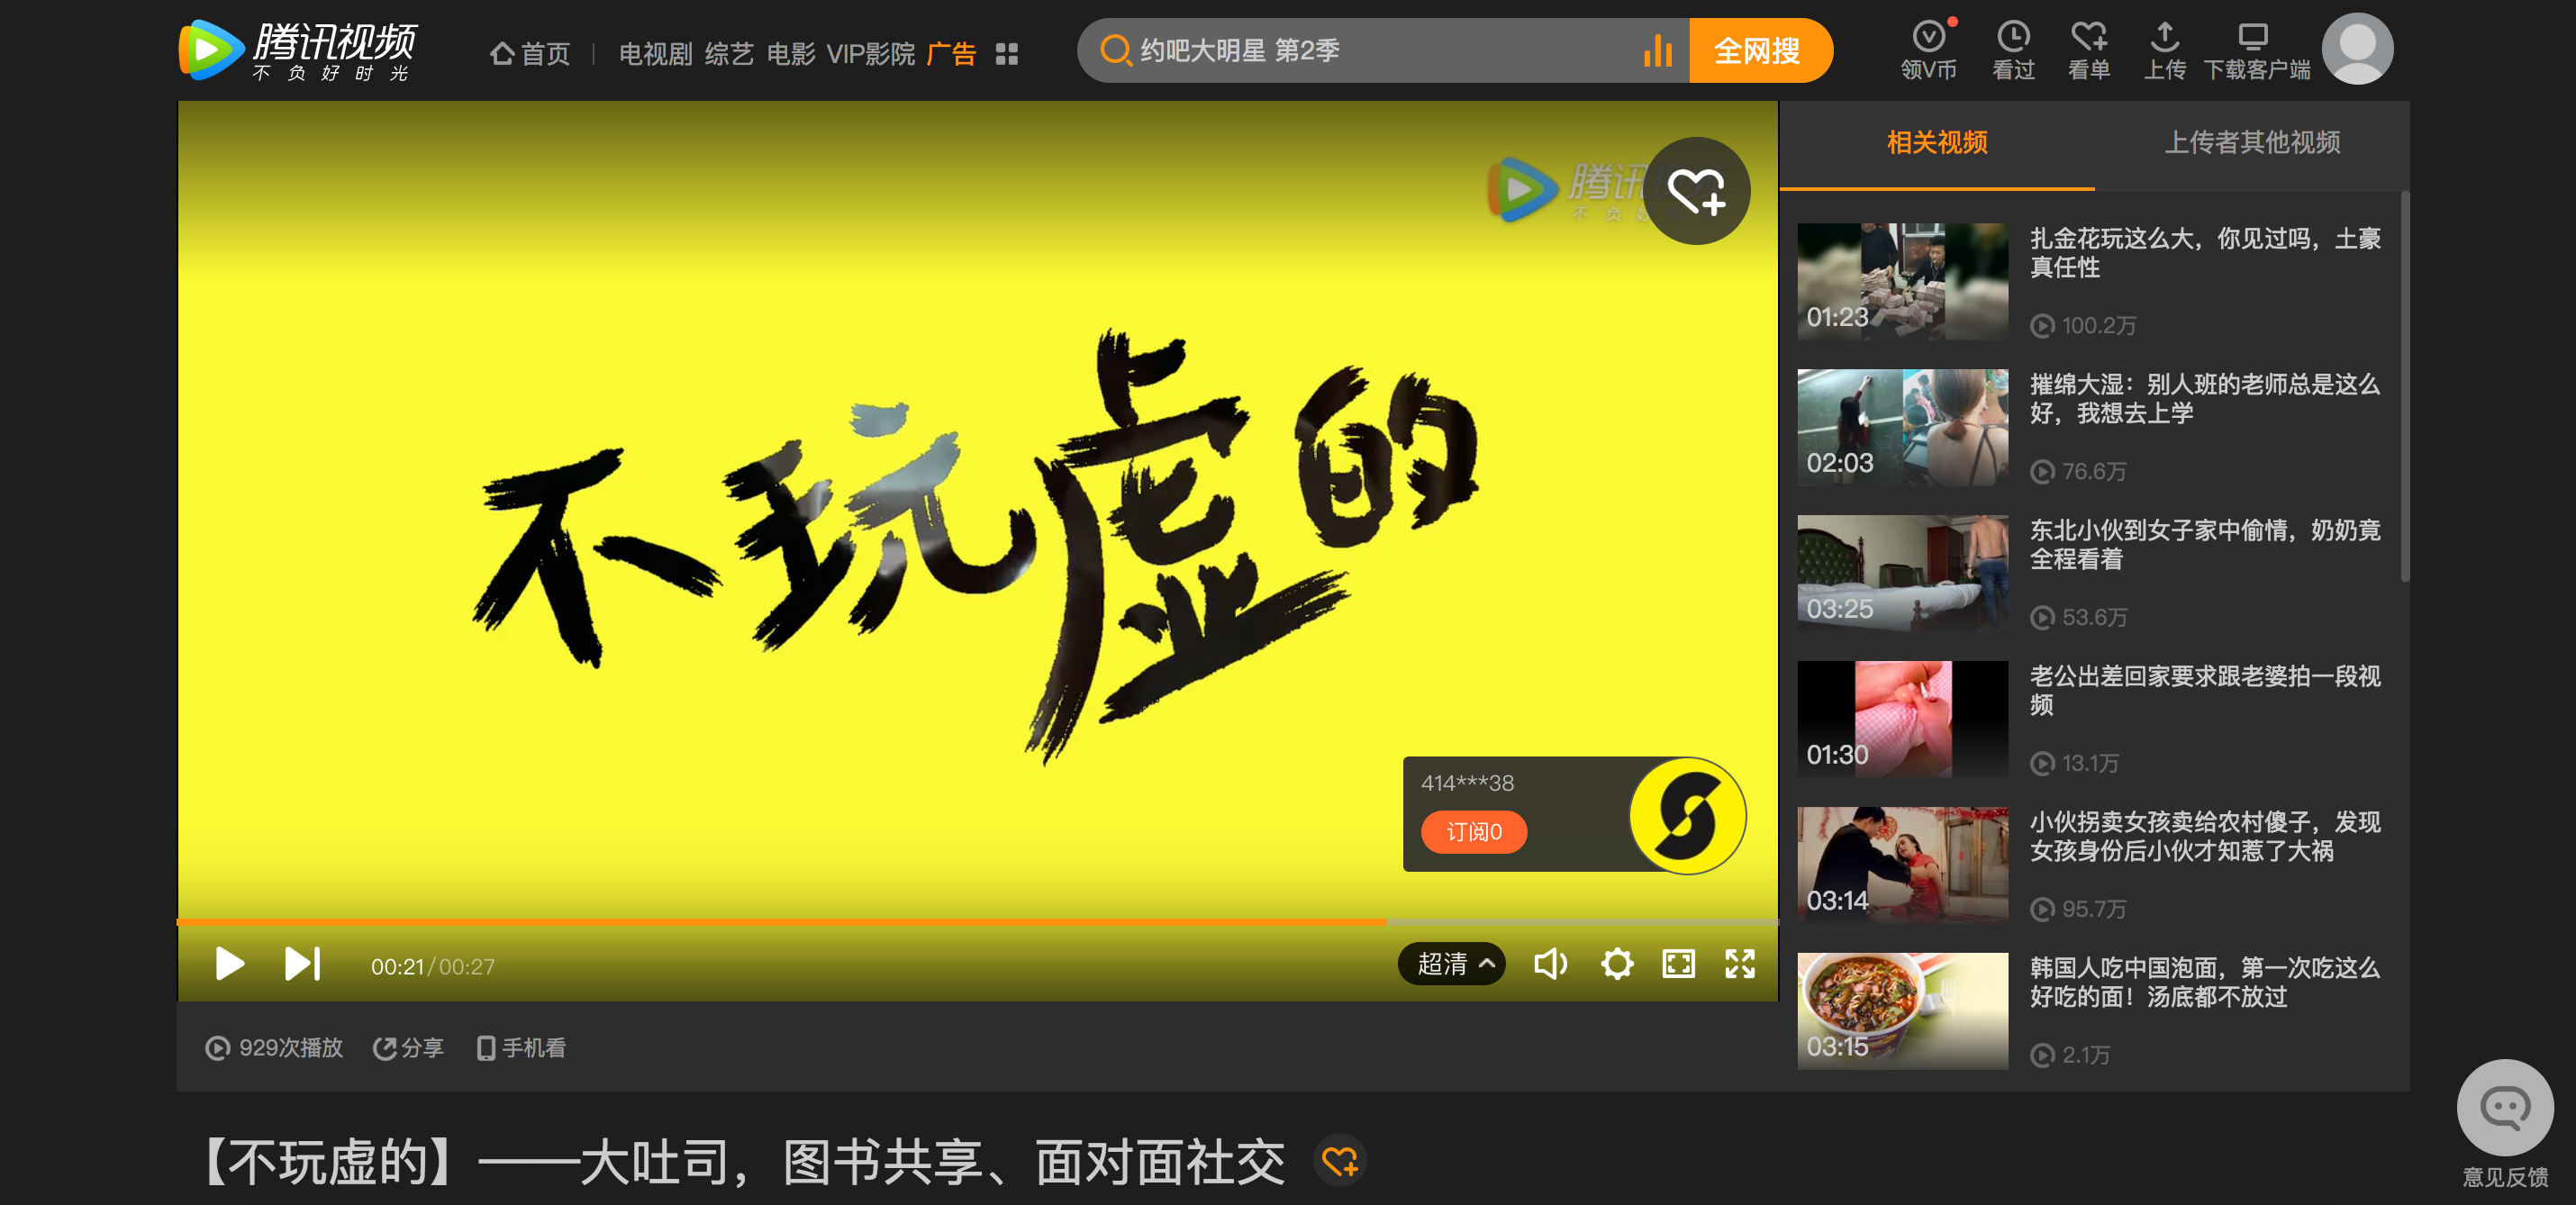 腾讯视频
不负好时光
首页
电视剧 综艺 电影 VIP影院 广告
约吧大明星 第2季
全网搜
领V币
看过
看单
上传
下载客户端
腾讯
不负好
不玩虚的
414***38
订阅0
00:21/00:27
超清
929次播放
分享
手机看
【不玩虚的】——大吐司，图书共享、面对面社交
相关视频
上传者其他视频
01:23
扎金花玩这么大，你见过吗，土豪
真任性
100.2万
02:03
摧绵大湿：别人班的老师总是这么
好，我想去上学
76.6万
03:25
东北小伙到女子家中偷情，奶奶竟
全程看着
53.6万
01:30
老公出差回家要求跟老婆拍一段视
频
13.1万
03:14
小伙拐卖女孩卖给农村傻子，发现
女孩身份后小伙才知惹了大祸
95.7万
03:15
韩国人吃中国泡面，第一次吃这么
好吃的面！汤底都不放过
2.1万
意见反馈